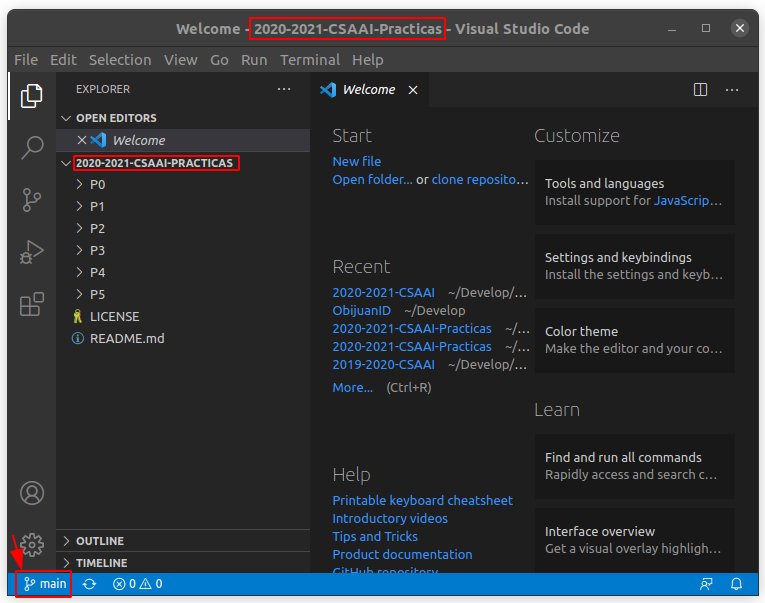 Welcome - 2020-2021-CSAAI-Practicas - Visual Studio Code
File Edit Selection View Go Run Terminal Help
EXPLORER
OPEN EDITORS
Welcome
2020-2021-CSAAI-PRACTICAS
P0
P1
P2
P3
P4
P5
LICENSE
README.md
OUTLINE
TIMELINE
Welcome
Start
New file
Open folder... or clone reposito...
Recent
2020-2021-CSAAI ~/Develop/...
ObijuanID ~/Develop
2020-2021-CSAAI-Practicas ~/...
2020-2021-CSAAI-Practicas ~/...
2019-2020-CSAAI ~/Develop/...
More... (Ctrl+R)
Help
Printable keyboard cheatsheet
Introductory videos
Tips and Tricks
Product documentation
GitHub repository
Customize
Tools and languages
Install support for JavaScrip...
Settings and keybindings
Install the settings and keyb...
Color theme
Make the editor and your co...
Learn
Find and run all commands
Rapidly access and search c...
Interface overview
Get a visual overlay highligh...
main 0 0